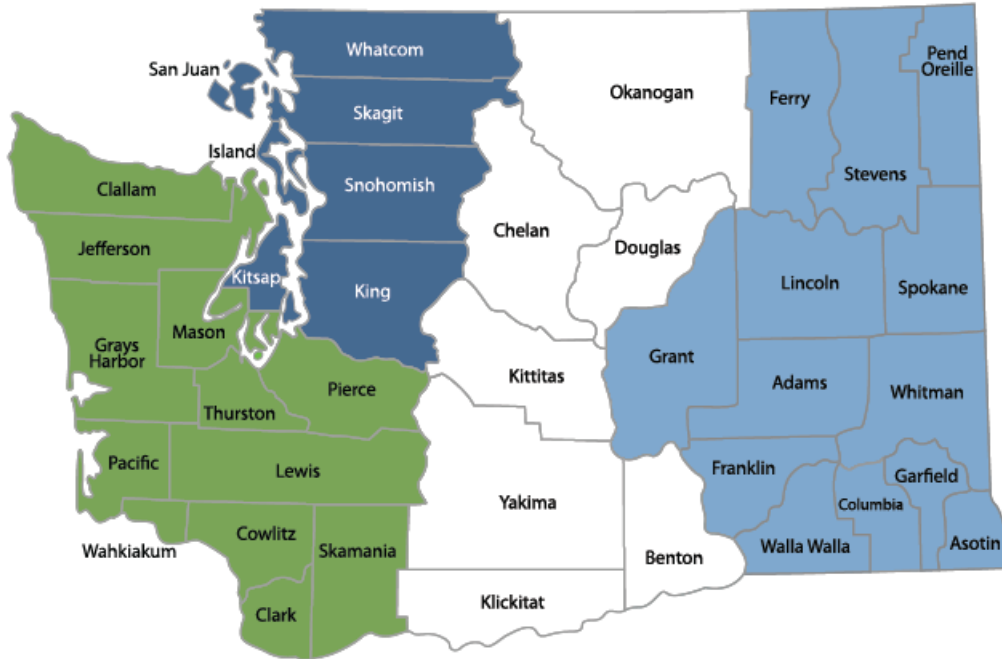 Whatcom
San Juan
Pend
Oreille
Okanogan
Ferry
Skagit
Island
Stevens
Clallam
Snohomish
Chelan
Douglas
Jefferson
Kitsap
King
Lincoln
Spokane
Mason
Grays
Harbor
Grant
Kittitas
Adams
Pierce
Whitman
Thurston
Pacific
Lewis
Franklin
Garfield
Yakima
Columbia
Cowlitz
Wahkiakum
Skamania
Walla Walla
Asotin
Benton
Klickitat
Clark